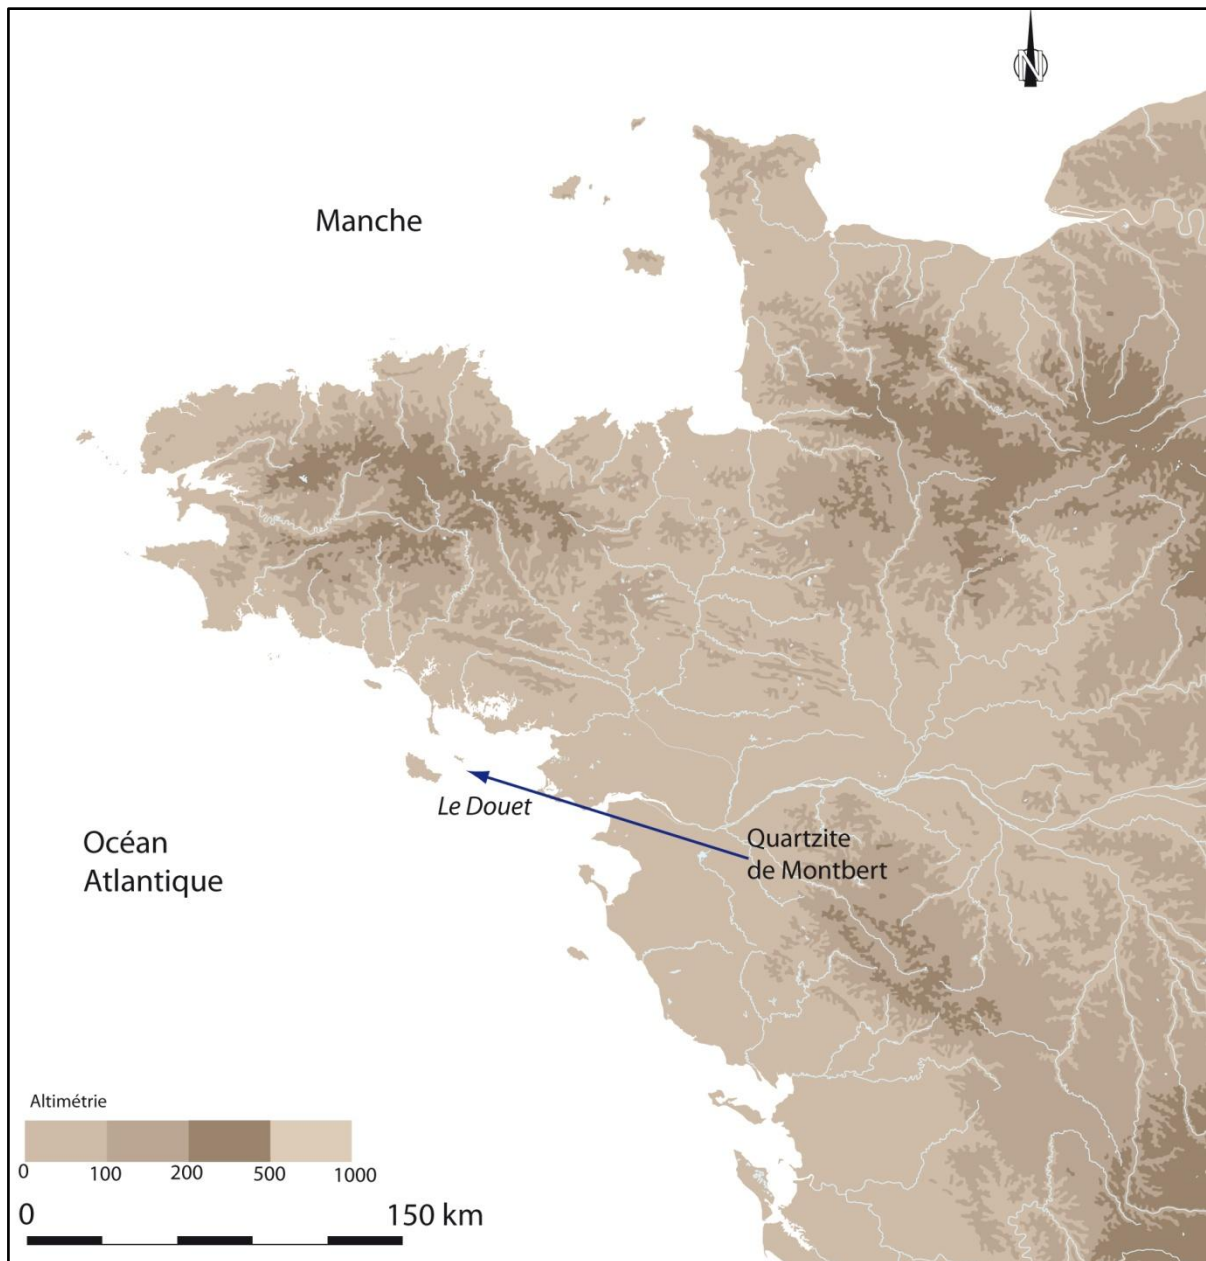 N
Manche
Le Douet
Quartzite
de Montbert
Océan
Atlantique
Altimétrie
0 100 200 500 1000
0 150 km